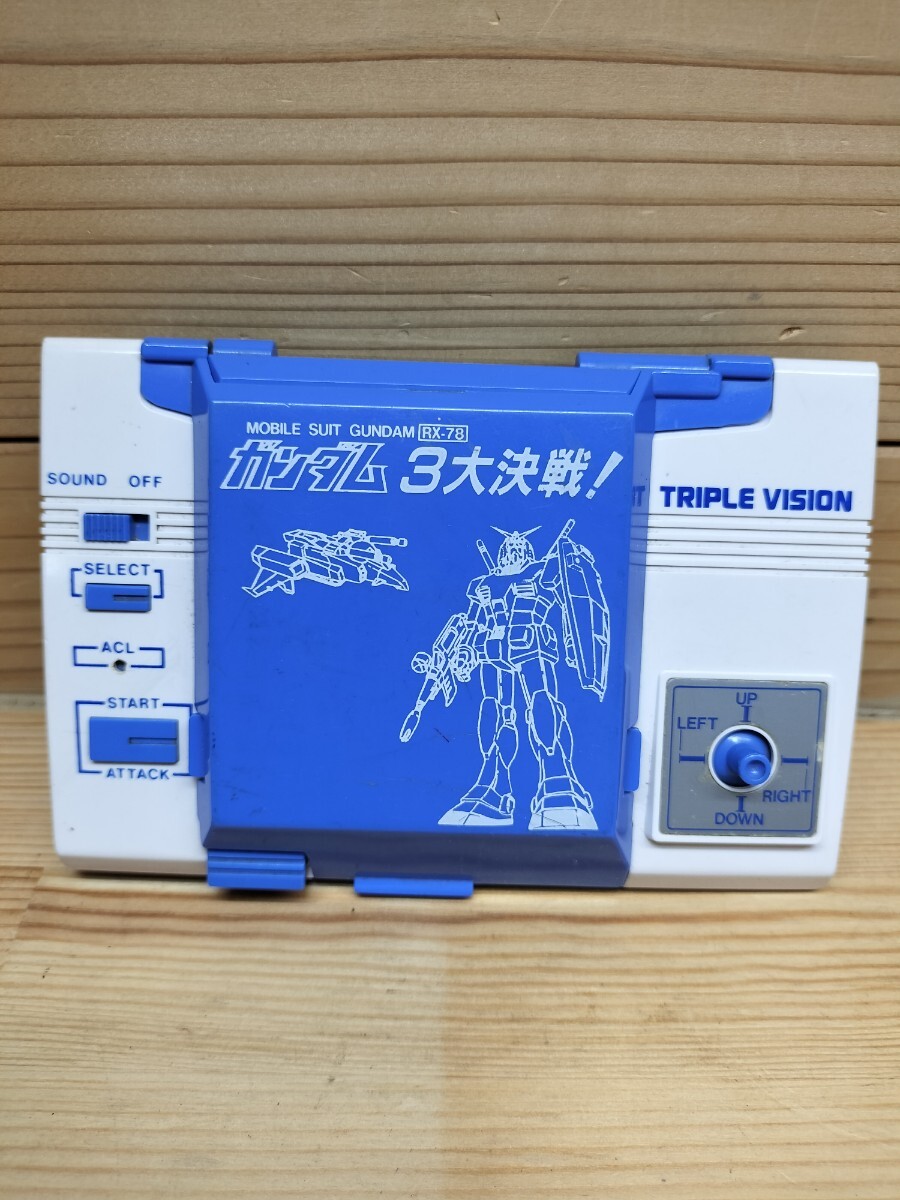 MOBILE SUIT GUNDAM RX-78
ガンダム 3大決戦!
SOUND OFF
TRIPLE VISION
SELECT
ACL
START
ATTACK
UP
LEFT
RIGHT
DOWN